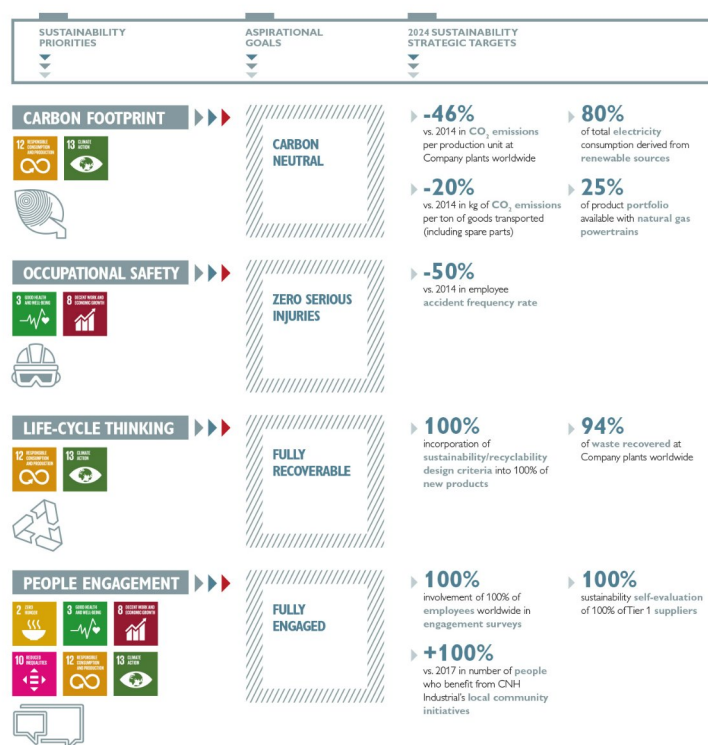 SUSTAINABILITY
PRIORITIES
ASPIRATIONAL
GOALS
2024 SUSTAINABILITY
STRATEGIC TARGETS
CARBON FOOTPRINT
12 RESPONSIBLE
CONSUMPTION
AND PRODUCTION
13 CLIMATE
ACTION
CARBON
NEUTRAL
-46%
vs. 2014 in CO2 emissions
per production unit at
Company plants worldwide
80%
of total electricity
consumption derived from
renewable sources
-20%
vs. 2014 in kg of CO2 emissions
per ton of goods transported
(including spare parts)
25%
of product portfolio
available with natural gas
powertrains
OCCUPATIONAL SAFETY
3 GOOD HEALTH
AND WELL-BEING
8 DECENT WORK AND
ECONOMIC GROWTH
ZERO SERIOUS
INJURIES
-50%
vs. 2014 in employee
accident frequency rate
LIFE-CYCLE THINKING
12 RESPONSIBLE
CONSUMPTION
AND PRODUCTION
13 CLIMATE
ACTION
FULLY
RECOVERABLE
100%
incorporation of
sustainability/recyclability
design criteria into 100% of
new products
94%
of waste recovered at
Company plants worldwide
PEOPLE ENGAGEMENT
2 ZERO
HUNGER
3 GOOD HEALTH
AND WELL-BEING
8 DECENT WORK AND
ECONOMIC GROWTH
10 REDUCED
INEQUALITIES
12 RESPONSIBLE
CONSUMPTION
AND PRODUCTION
13 CLIMATE
ACTION
FULLY
ENGAGED
100%
involvement of 100% of
employees worldwide in
engagement surveys
100%
sustainability self-evaluation
of 100% of Tier 1 suppliers
+100%
vs. 2017 in number of people
who benefit from CNH
Industrial's local community
initiatives